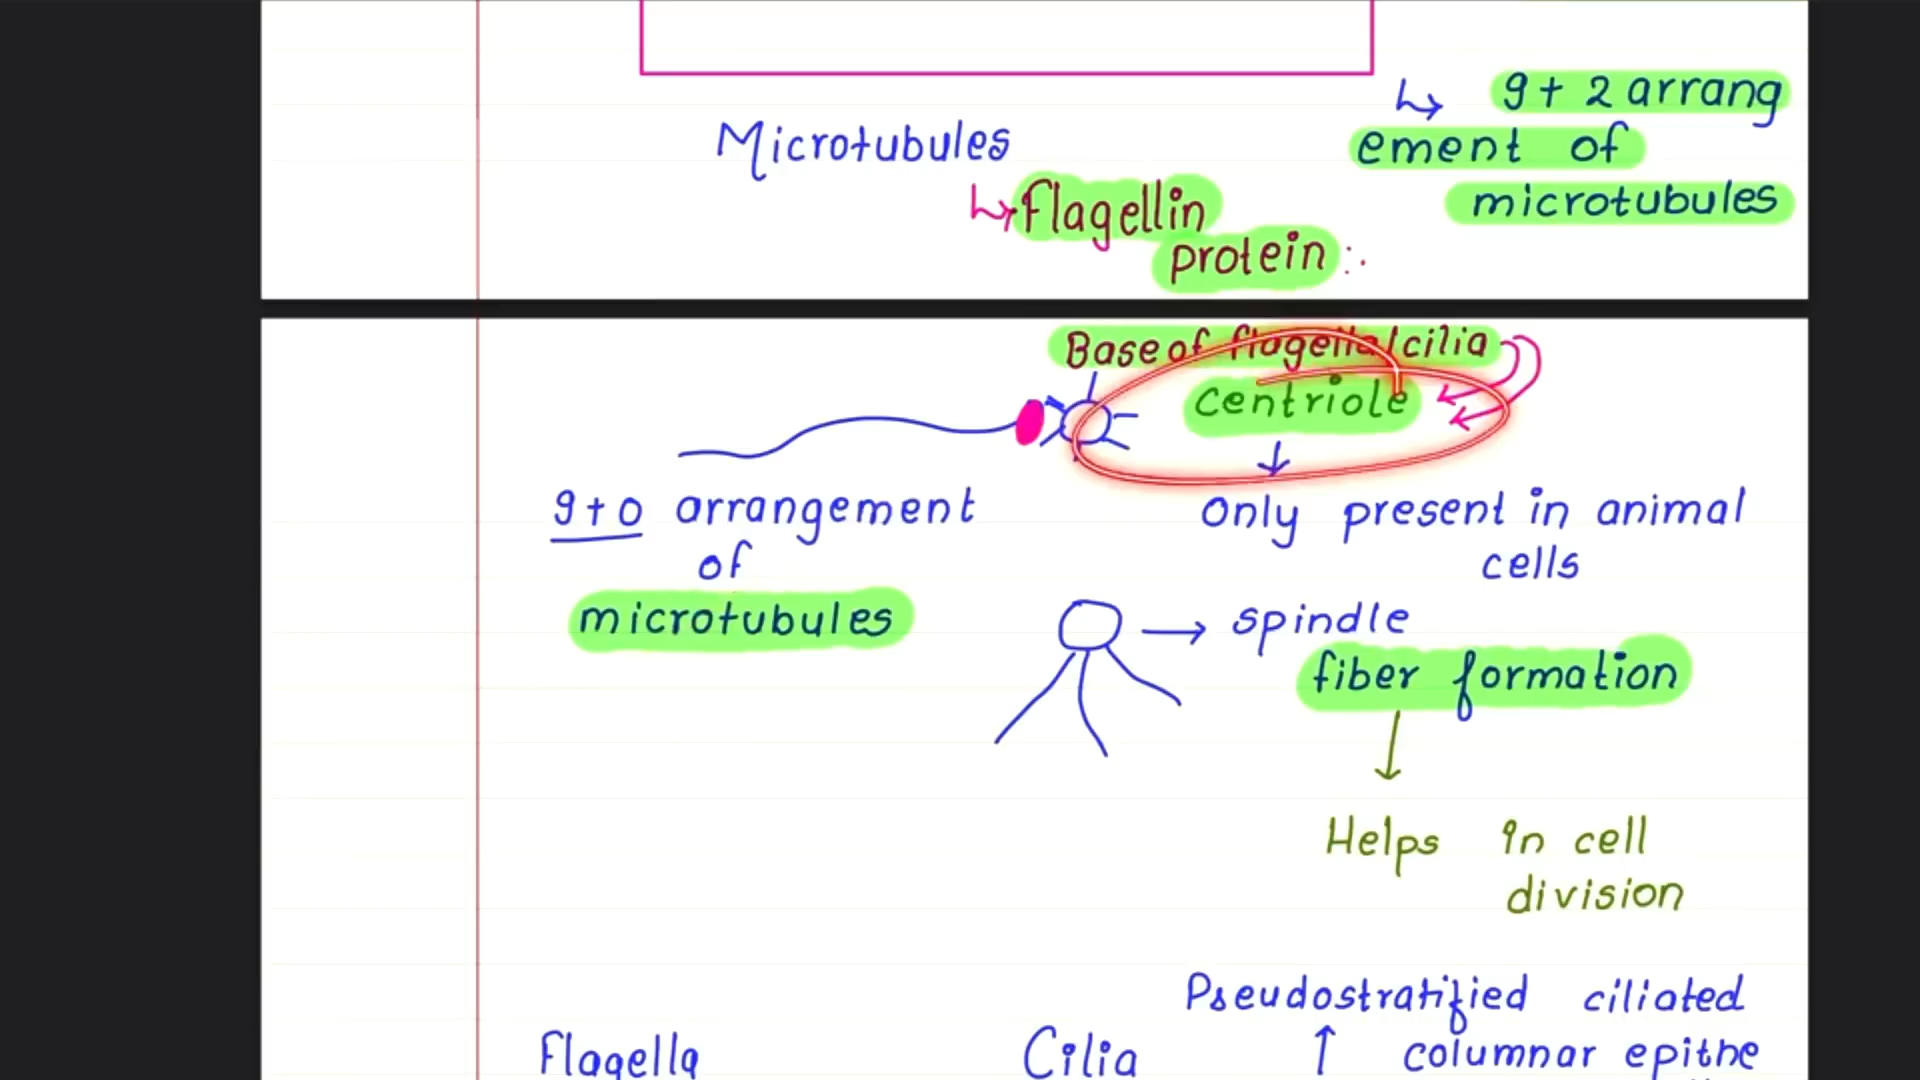 9+2 arrang
ement of
microtubules
Microtubules
↳ Flagellin
protein :.
Base of flagella/cilia
centriole
9+0 arrangement
of
microtubules
Only present in animal
cells
→ spindle
fiber formation
Helps in cell
division
Pseudostratified ciliated
columnar epithe
Flagella
Cilia